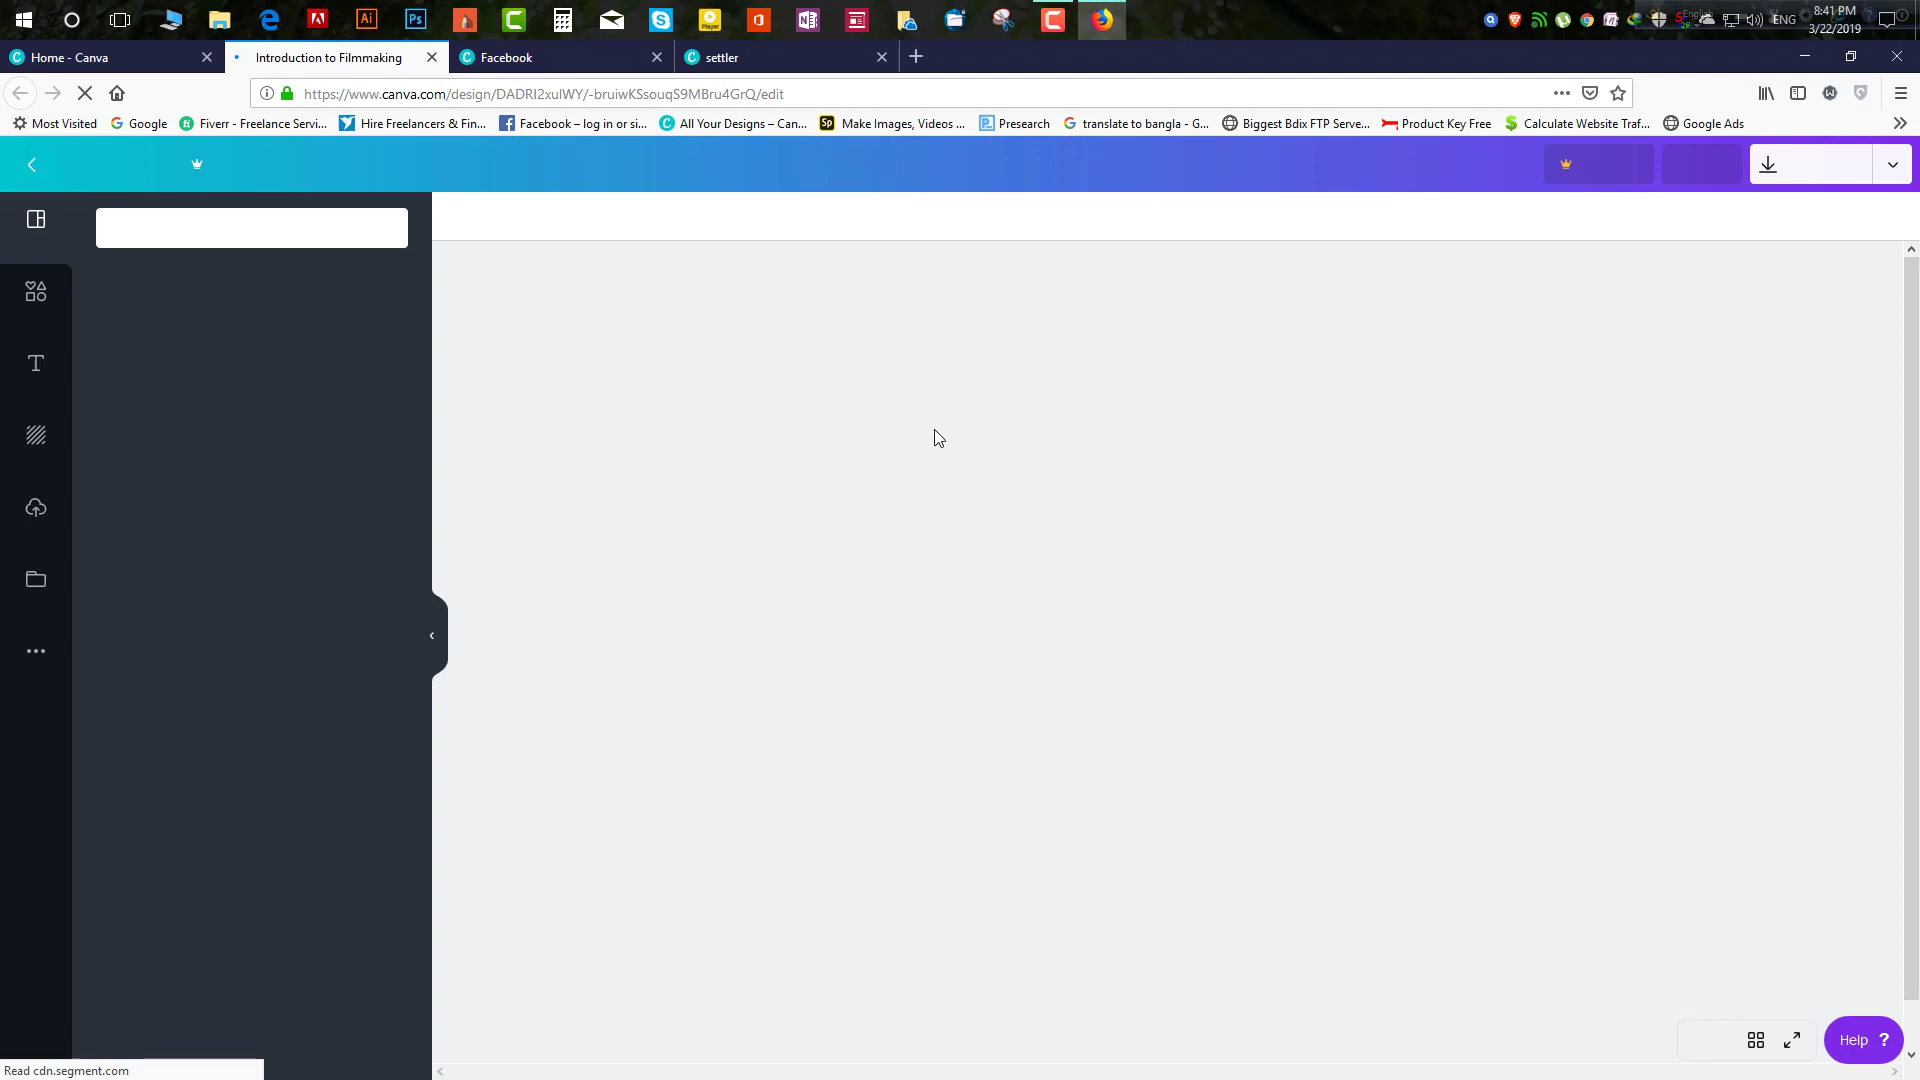 8:41 PM
ENG
3/22/2019
Home - Canva
Introduction to Filmmaking
Facebook
settler
https://www.canva.com/design/DADRI2xulWY/-bruiwKSsouqS9MBru4GrQ/edit
Most Visited
Google
Fiverr - Freelance Servi...
Hire Freelancers & Fin...
Facebook – log in or si...
All Your Designs – Can...
Make Images, Videos ...
Presearch
translate to bangla - G...
Biggest Bdix FTP Serve...
Product Key Free
Calculate Website Traf...
Google Ads
Help ?
Read cdn.segment.com